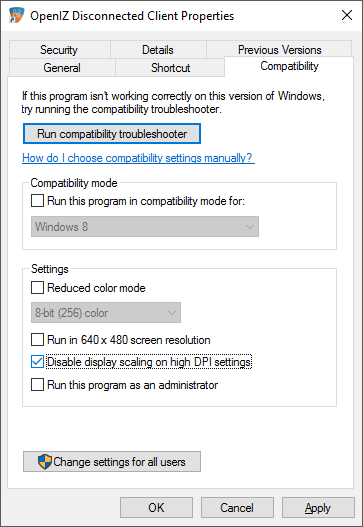 OpenIZ Disconnected Client Properties
Security
Details
Previous Versions
General
Shortcut
Compatibility
If this program isn't working correctly on this version of Windows,
try running the compatibility troubleshooter.
Run compatibility troubleshooter
How do I choose compatibility settings manually?
Compatibility mode
Run this program in compatibility mode for:
Windows 8
Settings
Reduced color mode
8-bit (256) color
Run in 640 x 480 screen resolution
Disable display scaling on high DPI settings
Run this program as an administrator
Change settings for all users
OK
Cancel
Apply